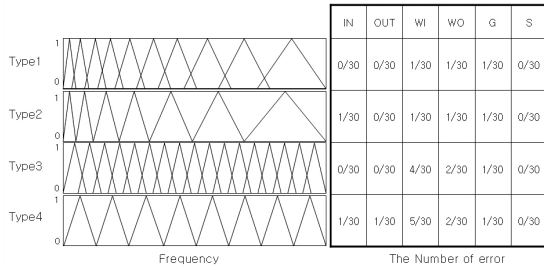 IN OUT WI WO G S
Type1 1 0 0/30 0/30 1/30 1/30 1/30 0/30
Type2 1 0 1/30 0/30 1/30 1/30 1/30 0/30
Type3 1 0 0/30 0/30 4/30 2/30 1/30 0/30
Type4 1 0 1/30 1/30 5/30 2/30 1/30 0/30
Frequency The Number of error